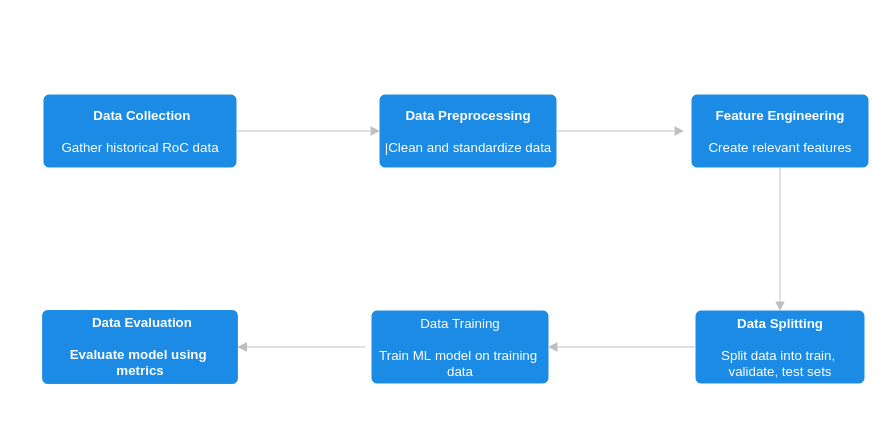 Data Collection
Gather historical RoC data
Data Preprocessing
|Clean and standardize data
Feature Engineering
Create relevant features
Data Splitting
Split data into train,
validate, test sets
Data Training
Train ML model on training
data
Data Evaluation
Evaluate model using
metrics